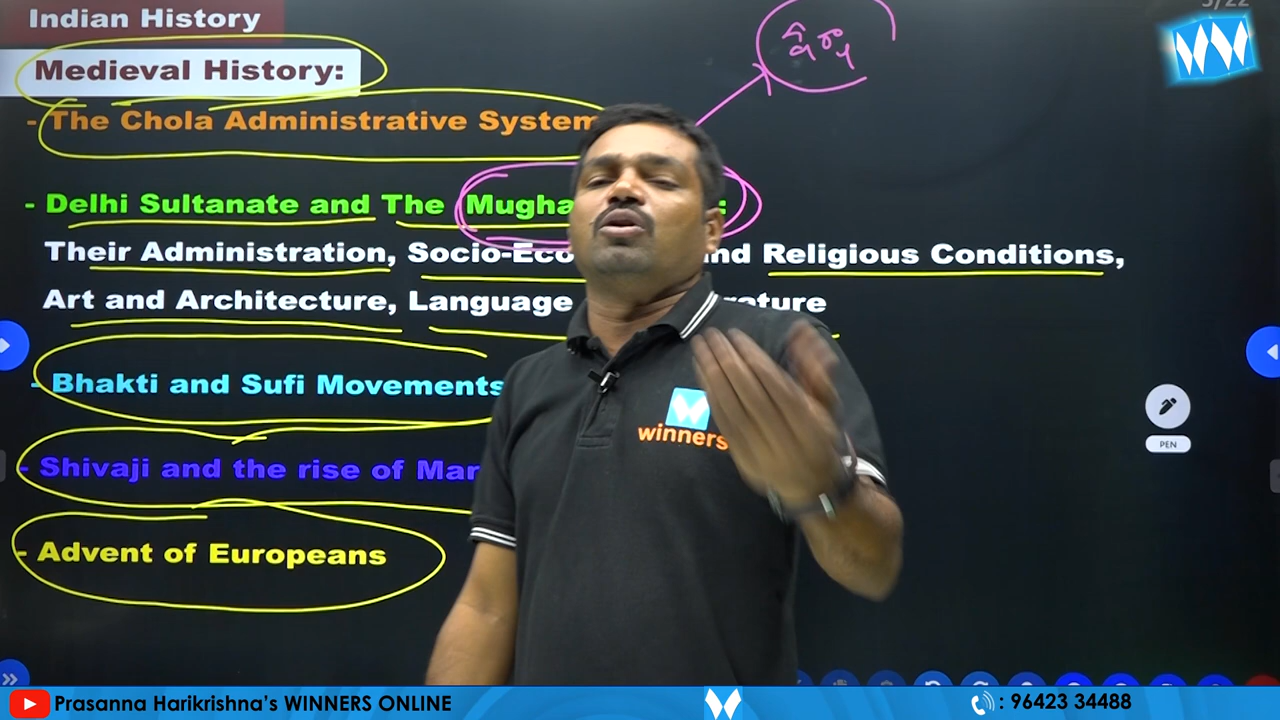 Indian History
Medieval History:
- The Chola Administrative System
- Delhi Sultanate and The Mugha
Their Administration, Socio-Eco nd Religious Conditions,
Art and Architecture, Language rature
- Bhakti and Sufi Movements
- Shivaji and the rise of Mar
- Advent of Europeans
winners
PEN
Prasanna Harikrishna's WINNERS ONLINE
: 96423 34488